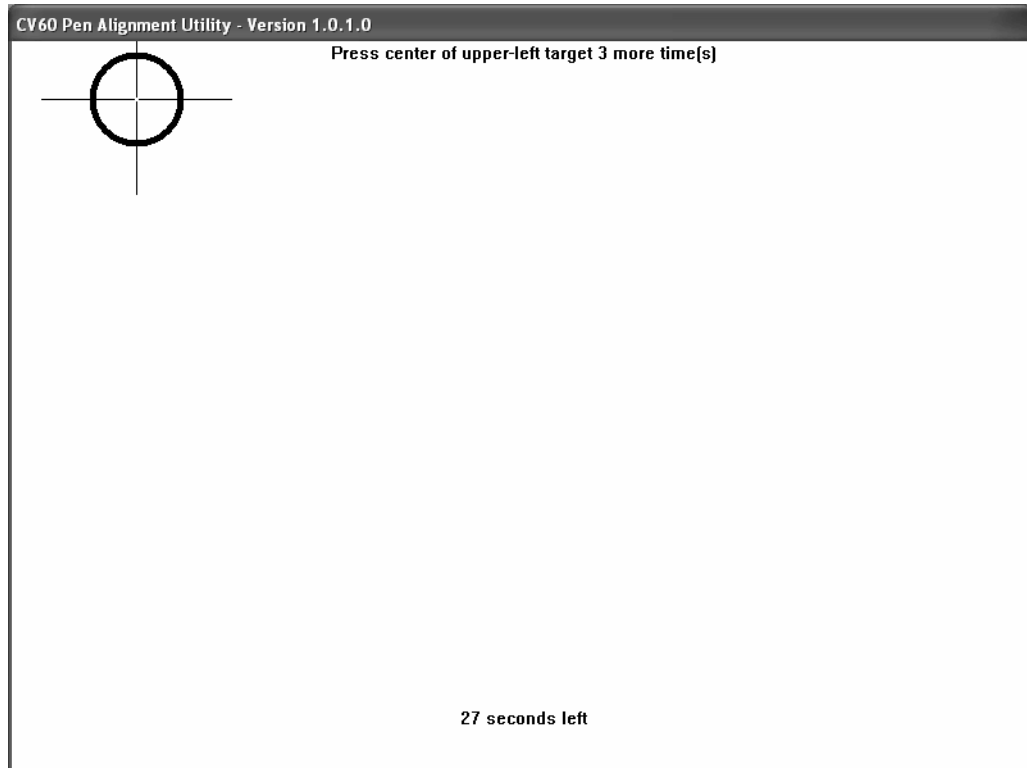 CV60 Pen Alignment Utility - Version 1.0.1.0
Press center of upper-left target 3 more time(s)
27 seconds left